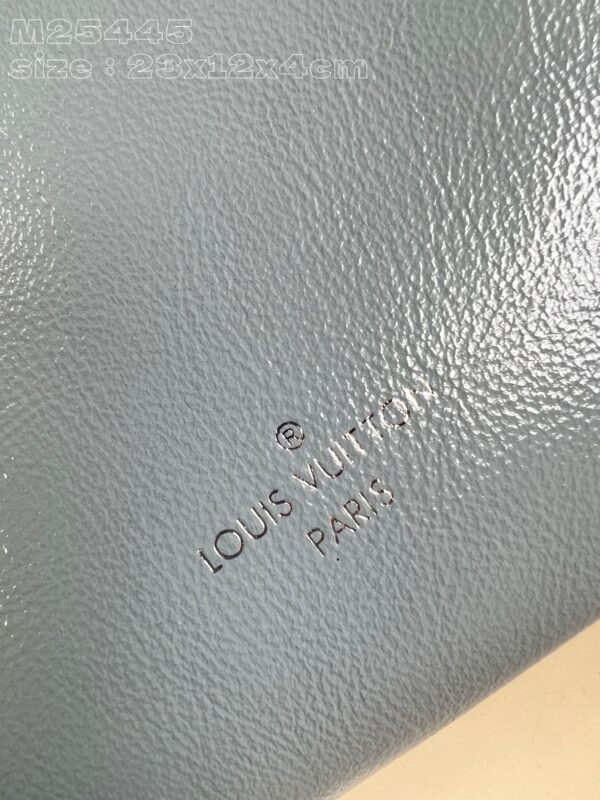 M25445
size : 23x12x4cm
®
LOUIS VUITTON
PARIS